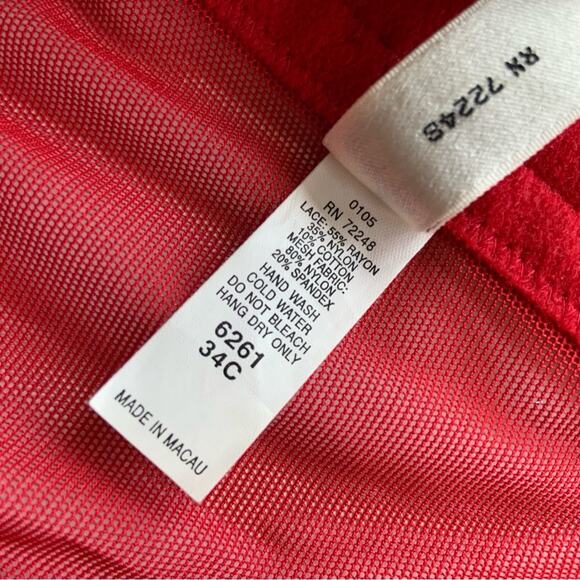 RN 72248
0105
RN 72248
LACE: 55% RAYON
35% NYLON
10% COTTON
MESH FABRIC:
80% NYLON
20% SPANDEX
HAND WASH
COLD WATER
DO NOT BLEACH
HANG DRY ONLY
6261
34C
MADE IN MACAU